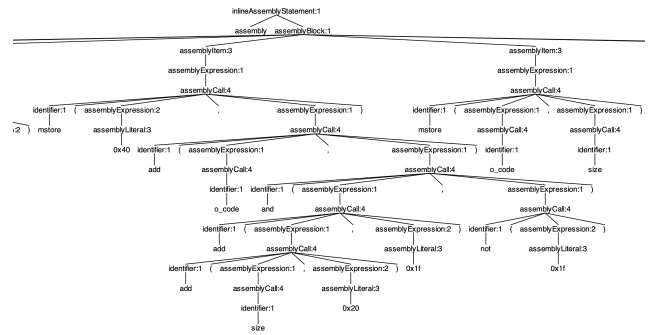 inlineAssemblyStatement:1
assembly assemblyBlock:1
assemblyItem:3 assemblyItem:3
assemblyExpression:1 assemblyExpression:1
assemblyCall:4 assemblyCall:4
identifier:1 ( assemblyExpression:2 , assemblyExpression:1 ) identifier:1 ( assemblyExpression:1 , assemblyExpression:1 )
:2 ) mstore assemblyLiteral:3 assemblyCall:4 mstore assemblyCall:4 assemblyCall:4
0x40 identifier:1 ( assemblyExpression:1 , assemblyExpression:1 ) identifier:1 identifier:1
add assemblyCall:4 assemblyCall:4 o_code size
identifier:1 identifier:1 ( assemblyExpression:1 , assemblyExpression:1 )
o_code and assemblyCall:4 assemblyCall:4
identifier:1 ( assemblyExpression:1 , assemblyExpression:2 ) identifier:1 ( assemblyExpression:2 )
add assemblyCall:4 assemblyLiteral:3 not assemblyLiteral:3
identifier:1 ( assemblyExpression:1 , assemblyExpression:2 ) 0x1f 0x1f
add assemblyCall:4 assemblyLiteral:3
identifier:1 0x20
size